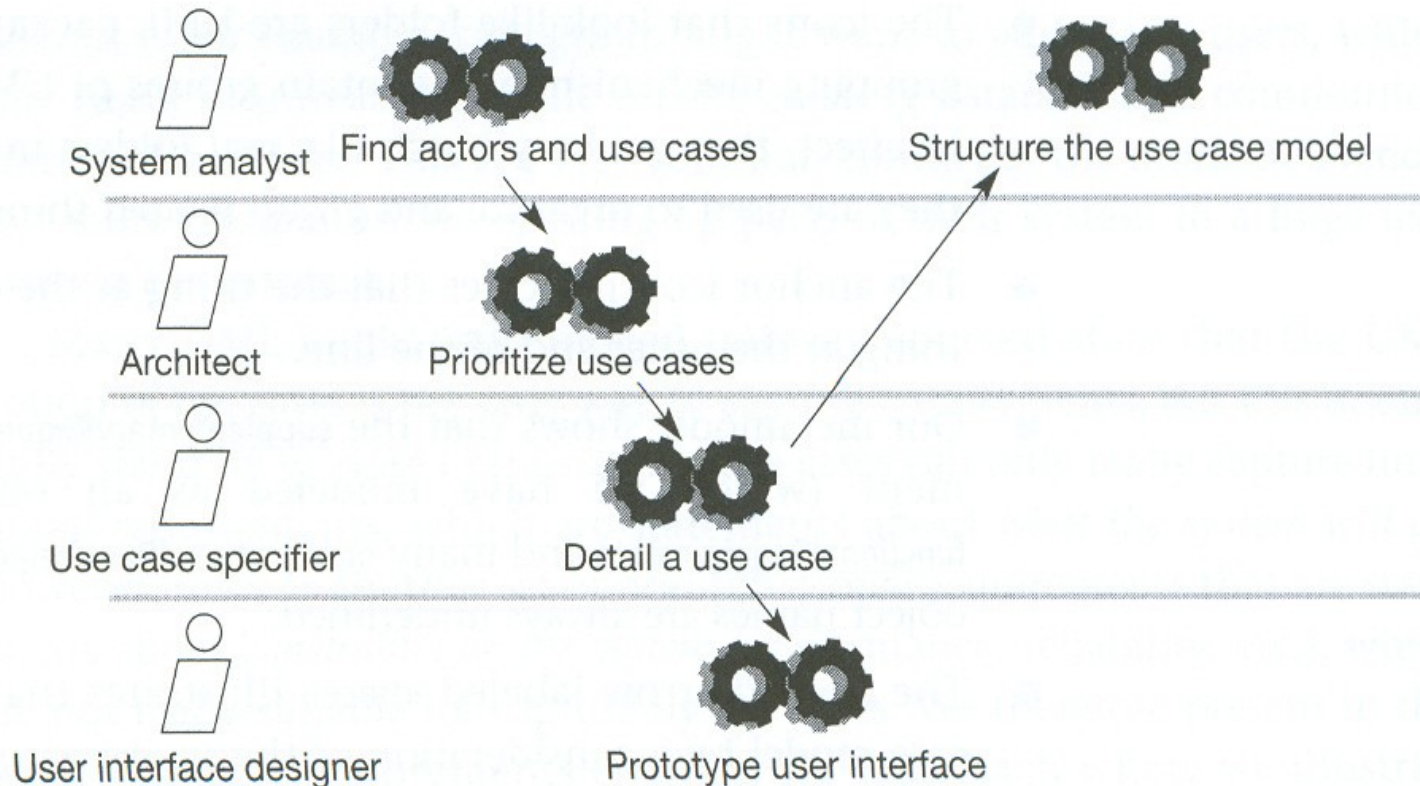 System analyst
Find actors and use cases
Structure the use case model
Architect
Prioritize use cases
Use case specifier
Detail a use case
User interface designer
Prototype user interface